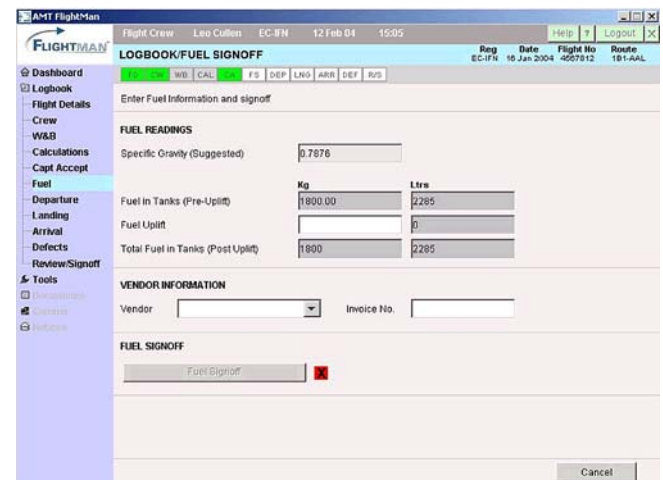 AMT FlightMan
Flight Crew Leo Cullen EC-IFN 12 Feb 04 15:05 Help ? Logout X
FLIGHTMAN
LOGBOOK/FUEL SIGNOFF
Reg Date Flight No Route
EC-IFN 16 Jan 2004 4667812 1B1-AAL
FD CW WB CAL CA FS DEP LNG ARR DEF R/S
Enter Fuel Information and signoff
Dashboard
Logbook
Flight Details
Crew
W&B
Calculations
Capt Accept
Fuel
Departure
Landing
Arrival
Defects
Review/Signoff
Tools
Documents
FUEL READINGS
Specific Gravity (Suggested) 0.7876
Kg Ltrs
Fuel in Tanks (Pre-Uplift) 1800.00 2285
Fuel Uplift 0
Total Fuel in Tanks (Post Uplift) 1800 2285
VENDOR INFORMATION
Vendor Invoice No.
FUEL SIGNOFF
Fuel Signoff X
Cancel